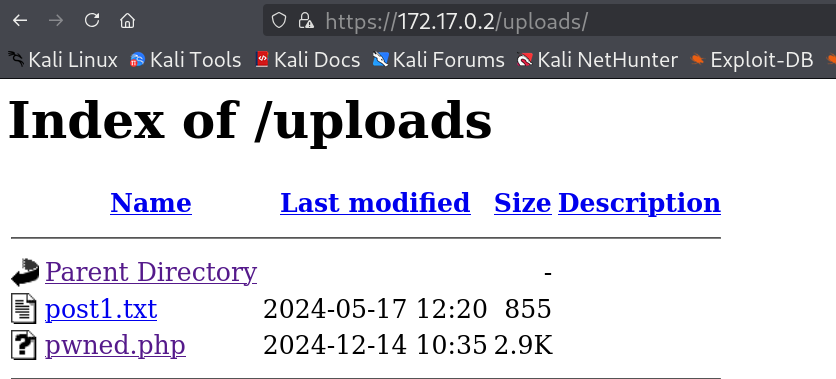 https://172.17.0.2/uploads/
Kali Linux Kali Tools Kali Docs Kali Forums Kali NetHunter Exploit-DB
Index of /uploads
Name Last modified Size Description
Parent Directory -
post1.txt 2024-05-17 12:20 855
pwned.php 2024-12-14 10:35 2.9K